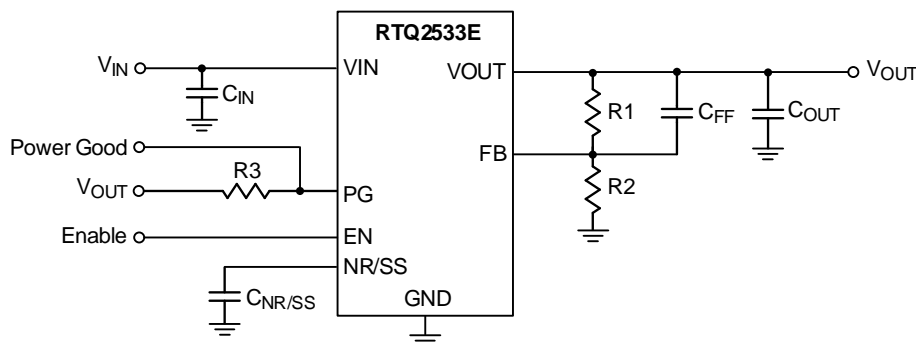 RTQ2533E
VIN
VIN
CIN
VOUT
VOUT
R1
CFF
COUT
Power Good
FB
R3
VOUT
PG
R2
Enable
EN
NR/SS
CNR/SS
GND